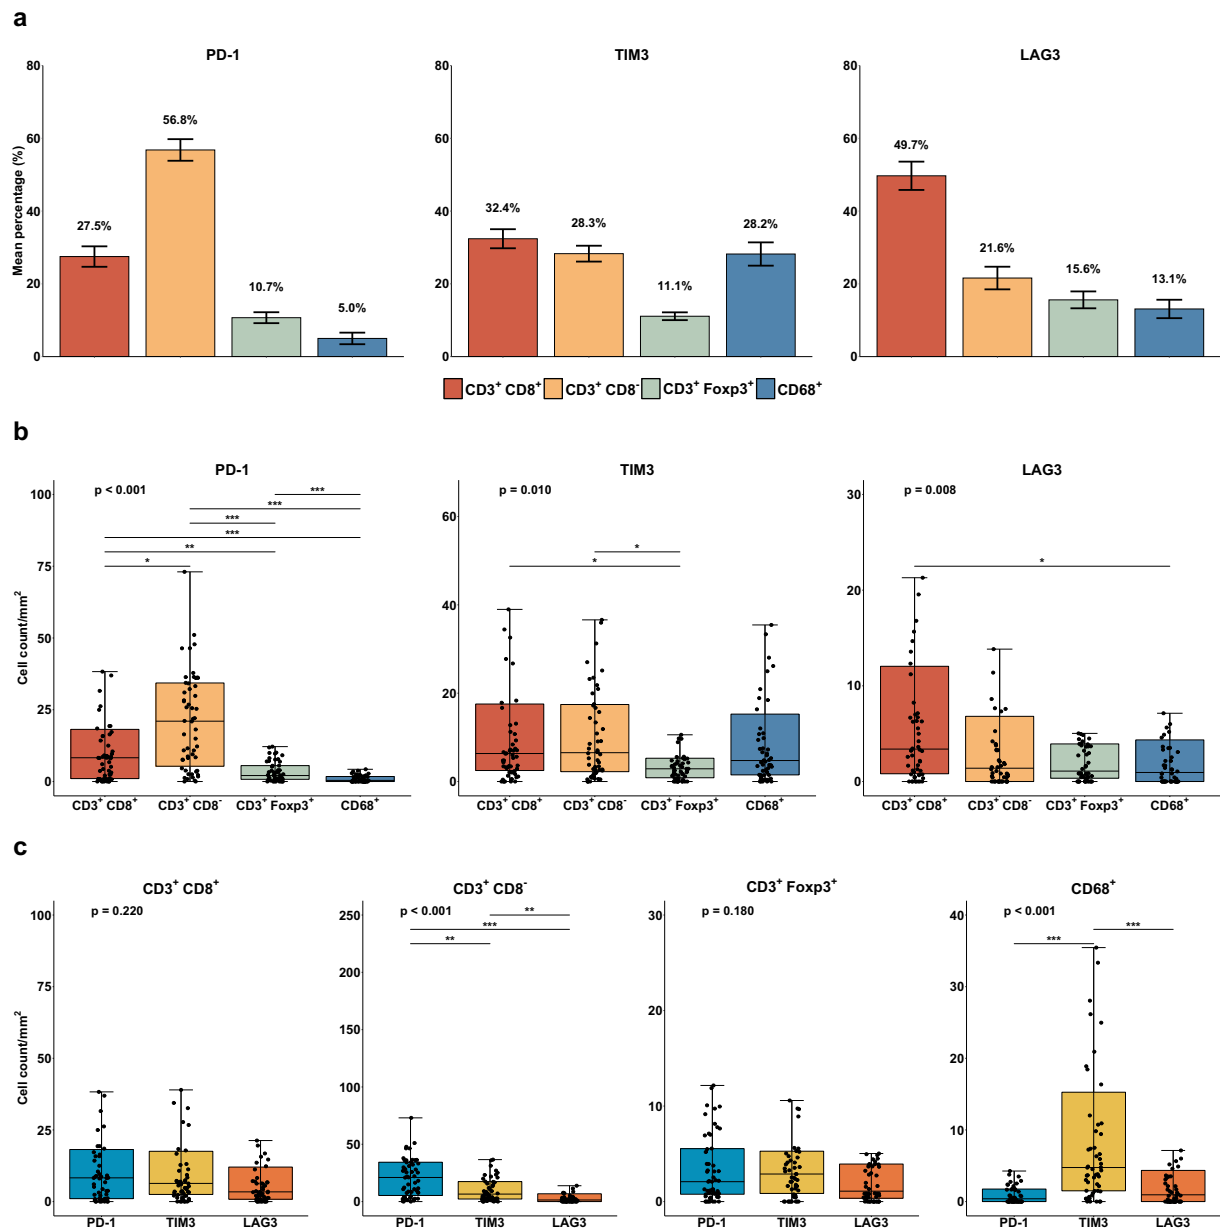 a
PD-1
TIM3
LAG3
Mean percentage (%)
80
60
40
20
0
27.5%
56.8%
10.7%
5.0%
80
60
40
20
0
32.4%
28.3%
11.1%
28.2%
80
60
40
20
0
49.7%
21.6%
15.6%
13.1%
CD3⁺ CD8⁺ CD3⁺ CD8⁻ CD3⁺ Foxp3⁺ CD68⁺
b
PD-1
TIM3
LAG3
Cell count/mm²
100
75
50
25
0
p < 0.001
***
***
***
***
**
*
CD3⁺ CD8⁺ CD3⁺ CD8⁻ CD3⁺ Foxp3⁺ CD68⁺
60
40
20
0
p = 0.010
*
*
CD3⁺ CD8⁺ CD3⁺ CD8⁻ CD3⁺ Foxp3⁺ CD68⁺
30
20
10
0
p = 0.008
*
CD3⁺ CD8⁺ CD3⁺ CD8⁻ CD3⁺ Foxp3⁺ CD68⁺
c
CD3⁺ CD8⁺
CD3⁺ CD8⁻
CD3⁺ Foxp3⁺
CD68⁺
Cell count/mm²
100
75
50
25
0
p = 0.220
PD-1 TIM3 LAG3
250
200
150
100
50
0
p < 0.001
**
***
**
PD-1 TIM3 LAG3
30
20
10
0
p = 0.180
PD-1 TIM3 LAG3
40
30
20
10
0
p < 0.001
***
***
PD-1 TIM3 LAG3